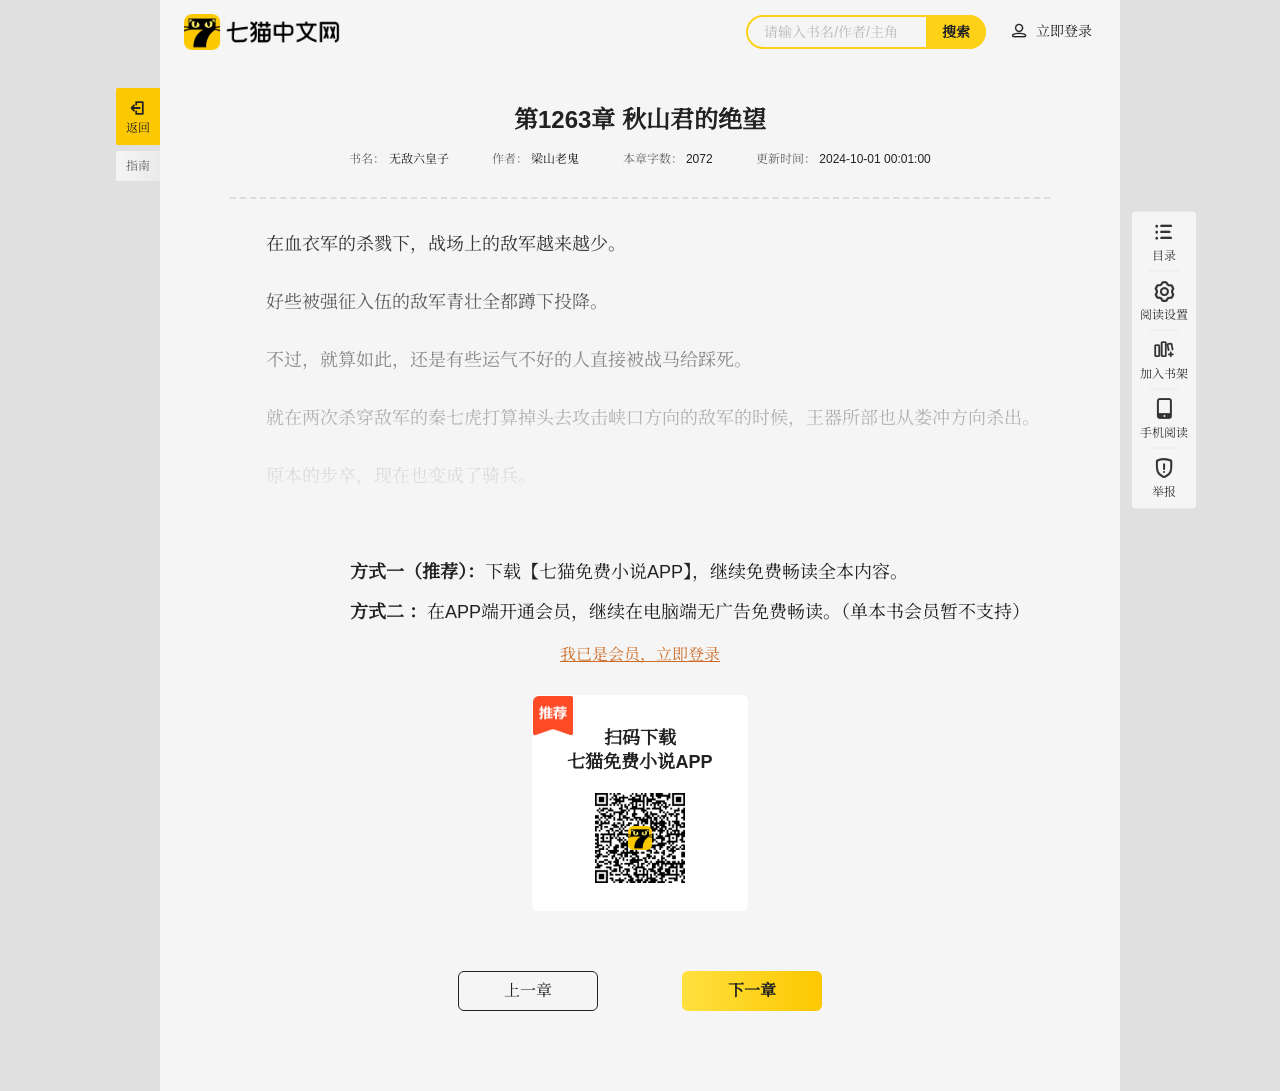 七猫中文网
请输入书名/作者/主角
搜索
立即登录
返回
指南
第1263章 秋山君的绝望
书名： 无敌六皇子 作者： 梁山老鬼 本章字数： 2072 更新时间： 2024-10-01 00:01:00
在血衣军的杀戮下，战场上的敌军越来越少。
好些被强征入伍的敌军青壮全都蹲下投降。
不过，就算如此，还是有些运气不好的人直接被战马给踩死。
就在两次杀穿敌军的秦七虎打算掉头去攻击峡口方向的敌军的时候，王器所部也从娄冲方向杀出。
原本的步卒，现在也变成了骑兵。
目录
阅读设置
加入书架
手机阅读
举报
方式一（推荐）：下载【七猫免费小说APP】，继续免费畅读全本内容。
方式二 ：在APP端开通会员，继续在电脑端无广告免费畅读。（单本书会员暂不支持）
我已是会员，立即登录
推荐
扫码下载
七猫免费小说APP
上一章
下一章